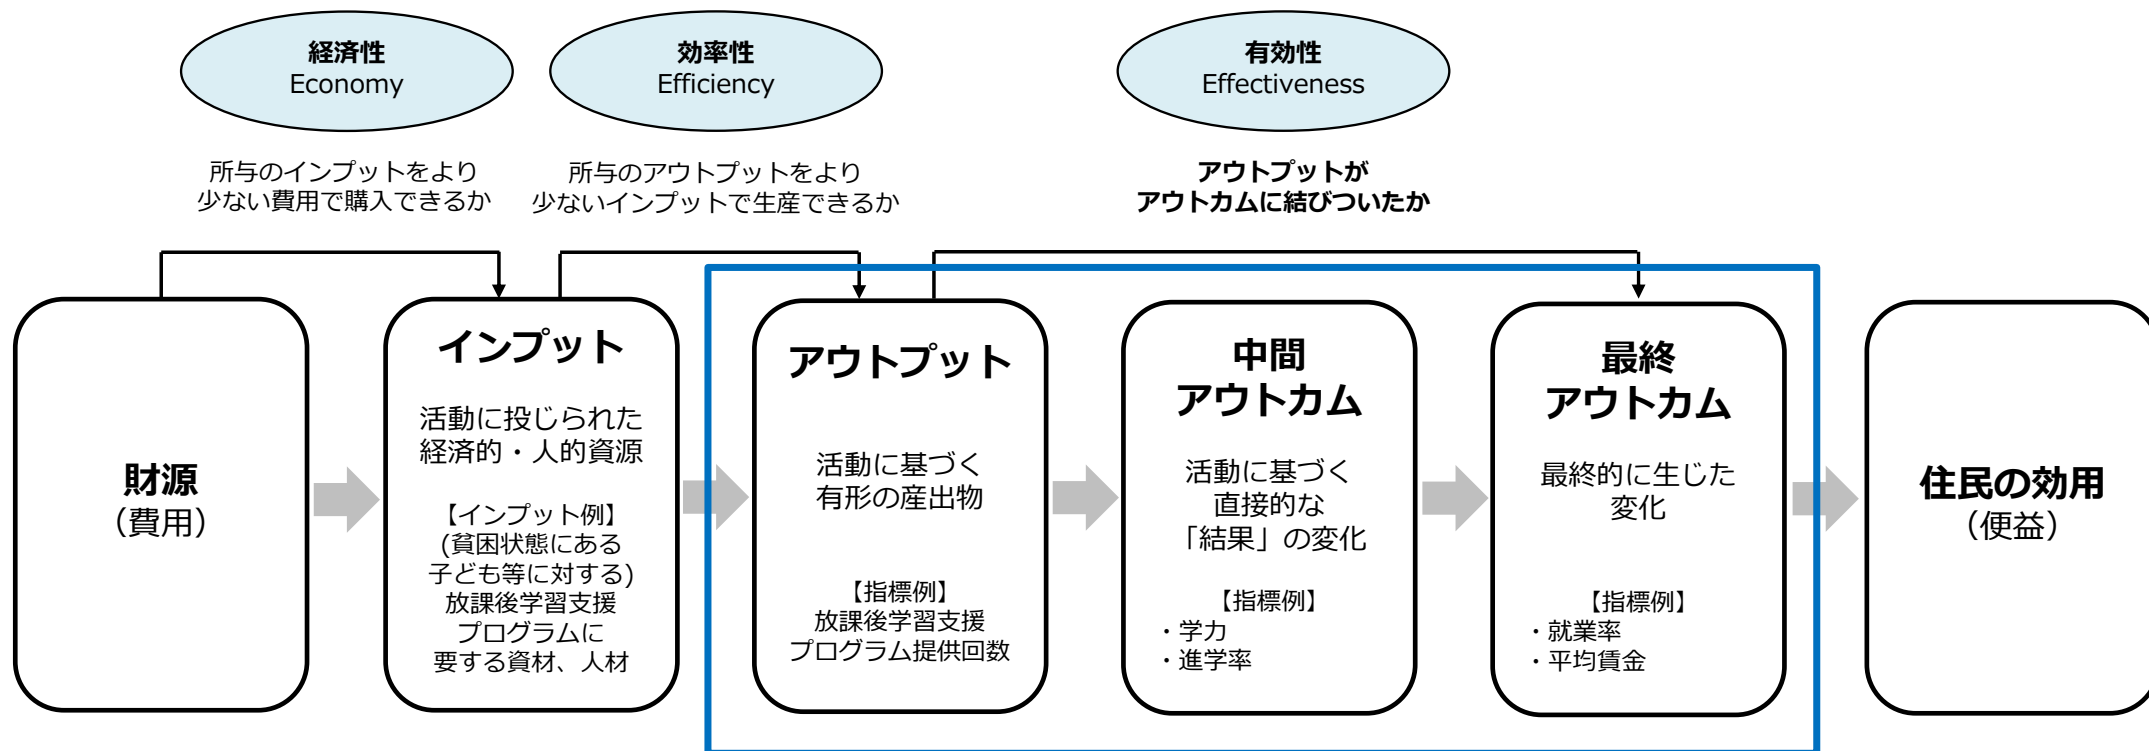 経済性
Economy
所与のインプットをより
少ない費用で購入できるか
効率性
Efficiency
所与のアウトプットをより
少ないインプットで生産できるか
有効性
Effectiveness
アウトプットが
アウトカムに結びついたか
財源
（費用）
インプット
活動に投じられた
経済的・人的資源
【インプット例】
(貧困状態にある
子ども等に対する)
放課後学習支援
プログラムに
要する資材、人材
アウトプット
活動に基づく
有形の産出物
【指標例】
放課後学習支援
プログラム提供回数
中間
アウトカム
活動に基づく
直接的な
「結果」の変化
【指標例】
・学力
・進学率
最終
アウトカム
最終的に生じた
変化
【指標例】
・就業率
・平均賃金
住民の効用
（便益）